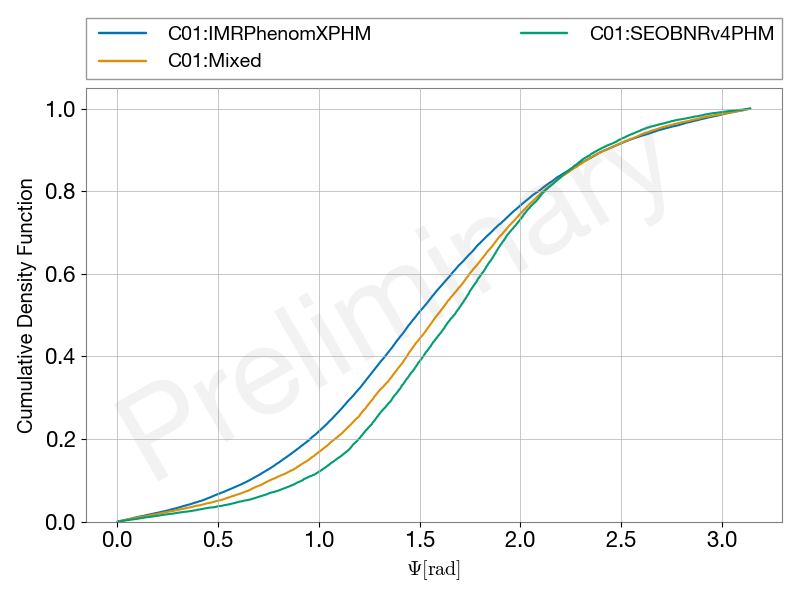 C01:IMRPhenomXPHM
C01:Mixed
C01:SEOBNRv4PHM
Cumulative Density Function
1.0
0.8
0.6
0.4
0.2
0.0
Preliminary
0.0 0.5 1.0 1.5 2.0 2.5 3.0
Ψ[rad]